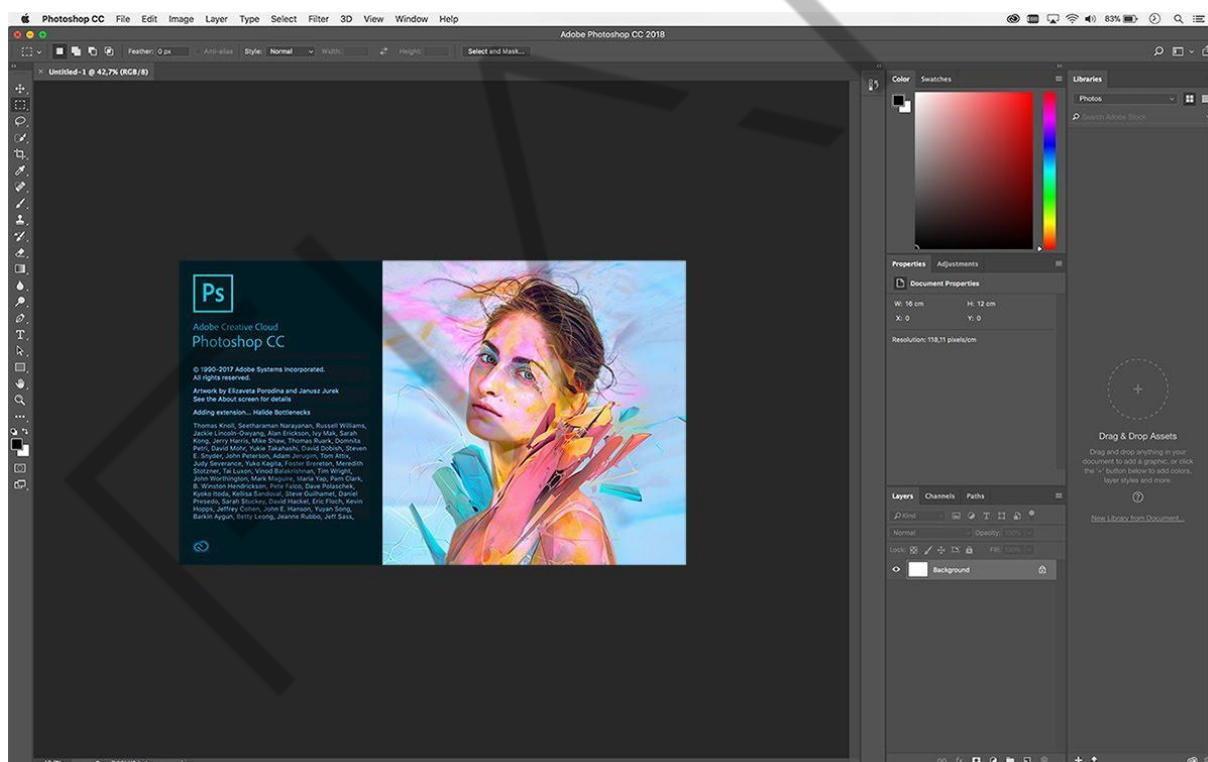 Photoshop CC File Edit Image Layer Type Select Filter 3D View Window Help 83%
Adobe Photoshop CC 2018
Feather: 0 px Anti-alias Style: Normal Width: Height: Select and Mask...
× Untitled-1 @ 42,7% (RGB/8)
Color Swatches
Libraries
Photos
Search Adobe Stock
Properties Adjustments
Document Properties
W: 16 cm H: 12 cm
X: 0 Y: 0
Resolution: 118,11 pixels/cm
Ps
Adobe Creative Cloud
Photoshop CC
© 1990-2017 Adobe Systems Incorporated.
All rights reserved.
Artwork by Elizaveta Porodina and Janusz Jurek
See the About screen for details
Adding extension... Halide Bottlenecks
Thomas Knoll, Seetharaman Narayanan, Russell Williams,
Jackie Lincoln-Owyang, Alan Erickson, Ivy Mak, Sarah
Kong, Jerry Harris, Mike Shaw, Thomas Ruark, Domnita
Petri, David Mohr, Yukie Takahashi, David Dobish, Steven
E. Snyder, John Peterson, Adam Jerugim, Tom Attix,
Judy Severance, Yuko Kagita, Foster Brereton, Meredith
Stotzner, Tai Luxon, Vinod Balakrishnan, Tim Wright,
John Worthington, Mark Maguire, Maria Yap, Pam Clark,
B. Winston Hendrickson, Pete Falco, Dave Polaschek,
Kyoko Itoda, Kellisa Sandoval, Steve Guilhamet, Daniel
Presedo, Sarah Stuckey, David Hackel, Eric Floch, Kevin
Hopps, Jeffrey Cohen, John E. Hanson, Yuyan Song,
Barkin Aygun, Betty Leong, Jeanne Rubbo, Jeff Sass,
Drag & Drop Assets
Drag and drop anything in your
document to add a graphic, or click
the '+' button below to add colors,
layer styles and more.
New Library from Document...
Layers Channels Paths
Kind
Normal Opacity: 100%
Lock: Fill: 100%
Background